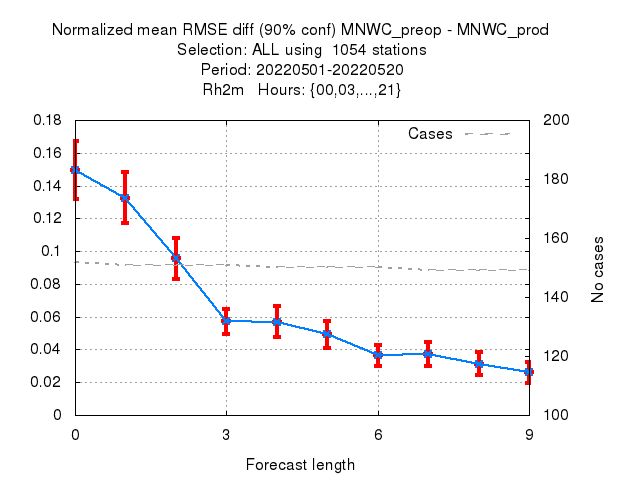 Normalized mean RMSE diff (90% conf) MNWC_preop - MNWC_prod
Selection: ALL using  1054 stations
Period: 20220501-20220520
Rh2m   Hours: {00,03,...,21}
Cases
0.18
0.16
0.14
0.12
0.1
0.08
0.06
0.04
0.02
0
200
180
160
140
120
100
No cases
0 3 6 9
Forecast length